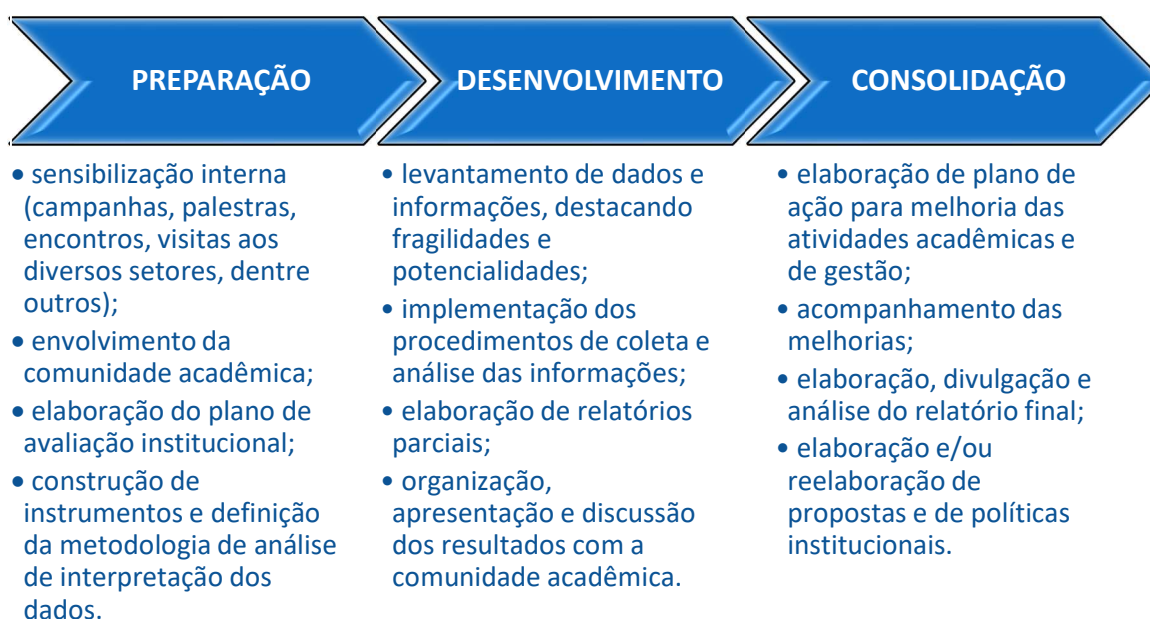 PREPARAÇÃO
• sensibilização interna
(campanhas, palestras,
encontros, visitas aos
diversos setores, dentre
outros);
• envolvimento da
comunidade acadêmica;
• elaboração do plano de
avaliação institucional;
• construção de
instrumentos e definição
da metodologia de análise
de interpretação dos
dados.
DESENVOLVIMENTO
• levantamento de dados e
informações, destacando
fragilidades e
potencialidades;
• implementação dos
procedimentos de coleta e
análise das informações;
• elaboração de relatórios
parciais;
• organização,
apresentação e discussão
dos resultados com a
comunidade acadêmica.
CONSOLIDAÇÃO
• elaboração de plano de
ação para melhoria das
atividades acadêmicas e
de gestão;
• acompanhamento das
melhorias;
• elaboração, divulgação e
análise do relatório final;
• elaboração e/ou
reelaboração de
propostas e de políticas
institucionais.